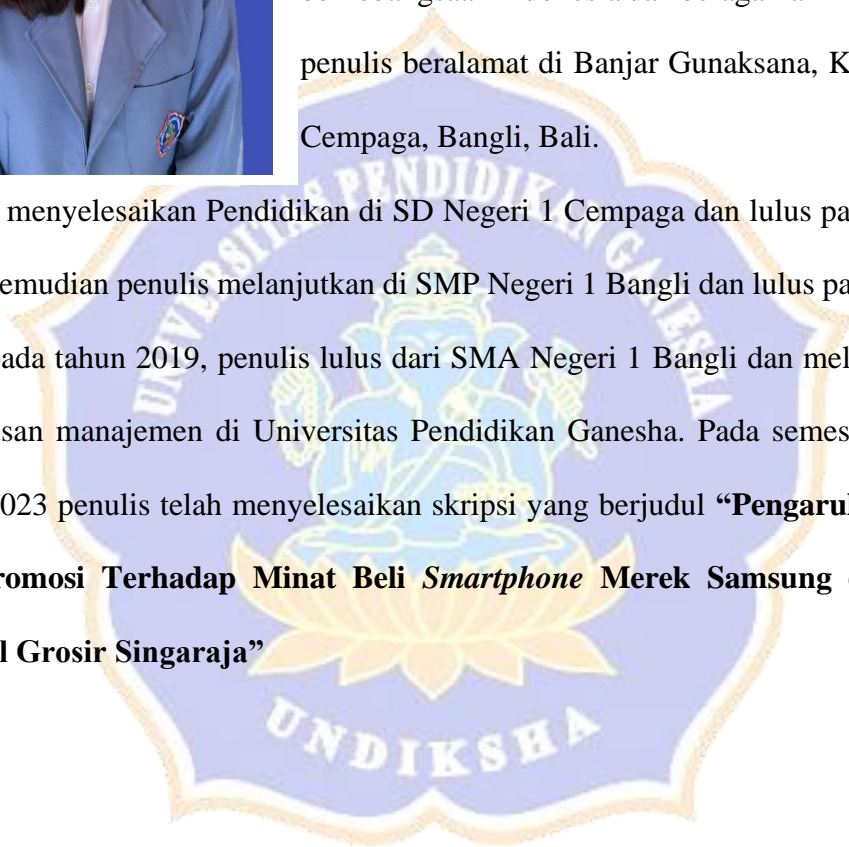 penulis beralamat di Banjar Gunaksana, K
Cempaga, Bangli, Bali.
menyelesaikan Pendidikan di SD Negeri 1 Cempaga dan lulus pa
emudian penulis melanjutkan di SMP Negeri 1 Bangli dan lulus pa
ada tahun 2019, penulis lulus dari SMA Negeri 1 Bangli dan mel
san manajemen di Universitas Pendidikan Ganesha. Pada semes
023 penulis telah menyelesaikan skripsi yang berjudul “Pengaru
romosi Terhadap Minat Beli Smartphone Merek Samsung
l Grosir Singaraja”
UNIVERSITAS PENDIDIKAN GANESHA
UNDIKSHA